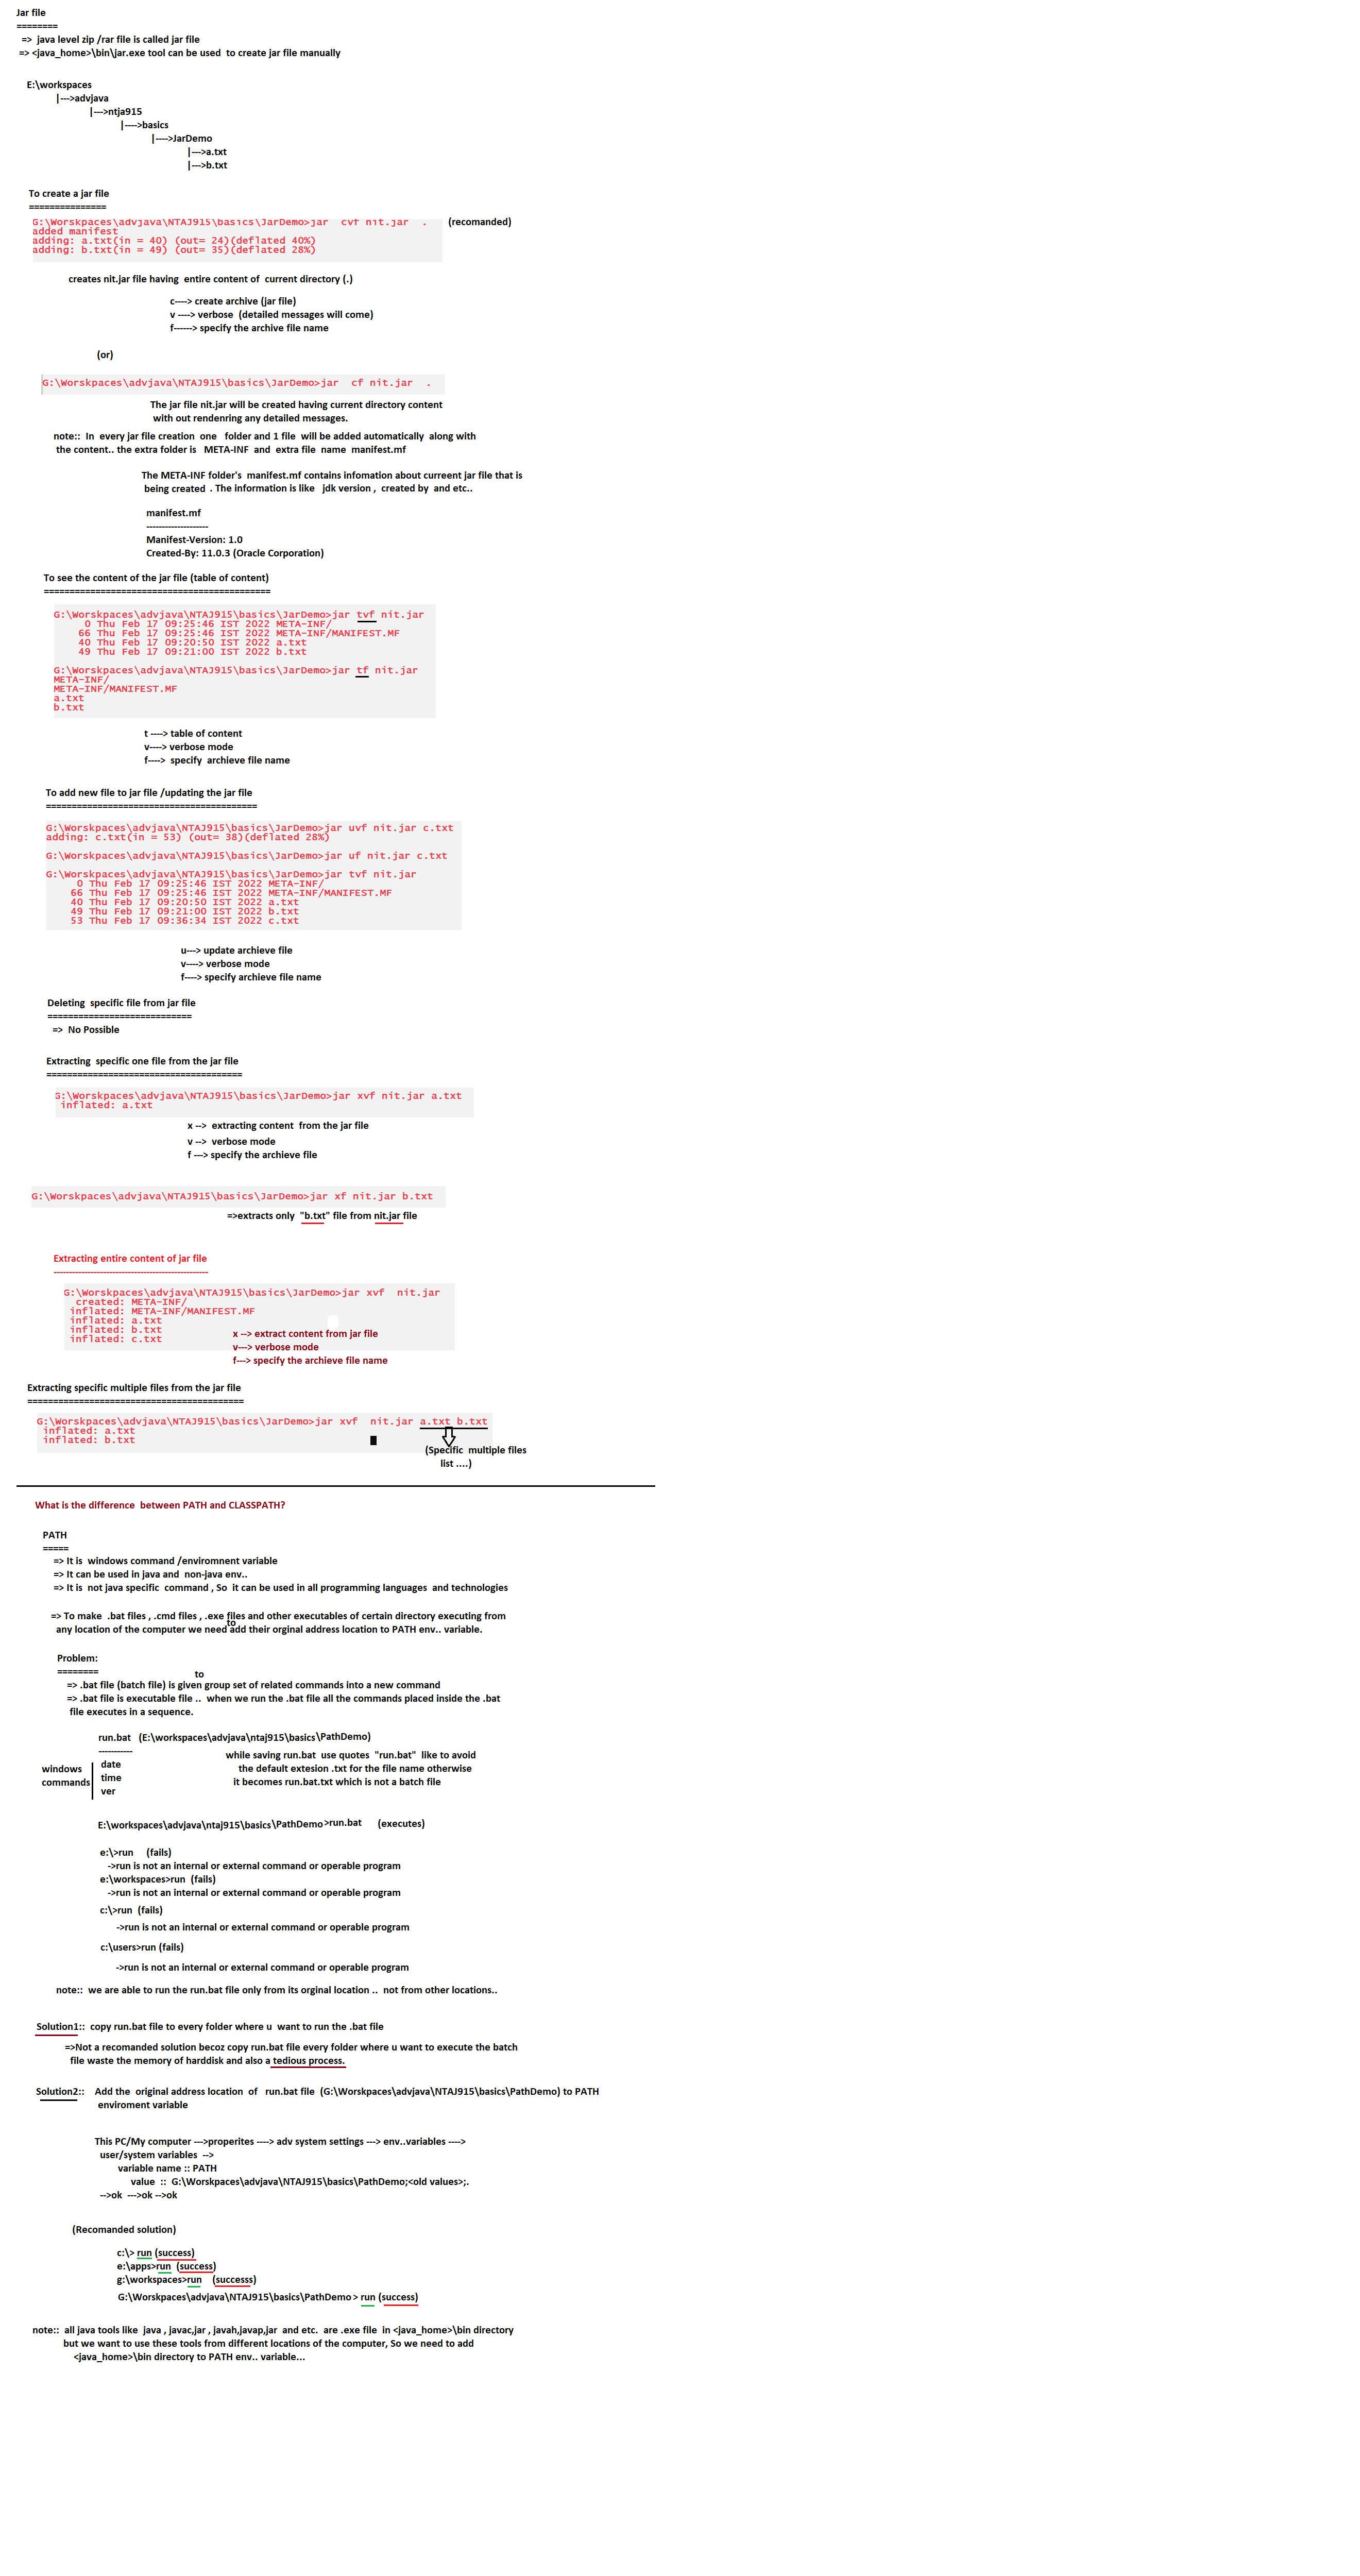 Jar file
========
=>  java level zip /rar file is called jar file
=> <java_home>\bin\jar.exe tool can be used  to create jar file manually
E:\workspaces
|--->advjava
|--->ntja915
|---->basics
|---->JarDemo
|--->a.txt
|--->b.txt
To create a jar file
===============
G:\Worskpaces\advjava\NTAJ915\basics\JarDemo>jar  cvf nit.jar  .    (recomanded)
added manifest
adding: a.txt(in = 40) (out= 24)(deflated 40%)
adding: b.txt(in = 49) (out= 35)(deflated 28%)
creates nit.jar file having  entire content of  current directory (.)
c----> create archive (jar file)
v ----> verbose  (detailed messages will come)
f------> specify the archive file name
(or)
G:\Worskpaces\advjava\NTAJ915\basics\JarDemo>jar  cf nit.jar  .
The jar file nit.jar will be created having current directory content
with out rendenring any detailed messages.
note::  In  every jar file creation  one   folder and 1 file  will be added automatically  along with
the content.. the extra folder is   META-INF  and  extra file  name  manifest.mf
The META-INF folder's  manifest.mf contains infomation about curreent jar file that is
being created  . The information is like   jdk version ,  created by  and etc..
manifest.mf
--------------------
Manifest-Version: 1.0
Created-By: 11.0.3 (Oracle Corporation)
To see the content of the jar file (table of content)
============================================
G:\Worskpaces\advjava\NTAJ915\basics\JarDemo>jar tvf nit.jar
0 Thu Feb 17 09:25:46 IST 2022 META-INF/
66 Thu Feb 17 09:25:46 IST 2022 META-INF/MANIFEST.MF
40 Thu Feb 17 09:20:50 IST 2022 a.txt
49 Thu Feb 17 09:21:00 IST 2022 b.txt
G:\Worskpaces\advjava\NTAJ915\basics\JarDemo>jar tf nit.jar
META-INF/
META-INF/MANIFEST.MF
a.txt
b.txt
t ----> table of content
v----> verbose mode
f---->  specify  archieve file name
To add new file to jar file /updating the jar file
=========================================
G:\Worskpaces\advjava\NTAJ915\basics\JarDemo>jar uvf nit.jar c.txt
adding: c.txt(in = 53) (out= 38)(deflated 28%)
G:\Worskpaces\advjava\NTAJ915\basics\JarDemo>jar uf nit.jar c.txt
G:\Worskpaces\advjava\NTAJ915\basics\JarDemo>jar tvf nit.jar
0 Thu Feb 17 09:25:46 IST 2022 META-INF/
66 Thu Feb 17 09:25:46 IST 2022 META-INF/MANIFEST.MF
40 Thu Feb 17 09:20:50 IST 2022 a.txt
49 Thu Feb 17 09:21:00 IST 2022 b.txt
53 Thu Feb 17 09:36:34 IST 2022 c.txt
u---> update archieve file
v----> verbose mode
f----> specify archieve file name
Deleting  specific file from jar file
============================
=>  No Possible
Extracting  specific one file from the jar file
======================================
G:\Worskpaces\advjava\NTAJ915\basics\JarDemo>jar xvf nit.jar a.txt
inflated: a.txt
x -->  extracting content  from the jar file
v -->  verbose mode
f ---> specify the archieve file
G:\Worskpaces\advjava\NTAJ915\basics\JarDemo>jar xf nit.jar b.txt
=>extracts only  "b.txt" file from nit.jar file
Extracting entire content of jar file
--------------------------------------------------
G:\Worskpaces\advjava\NTAJ915\basics\JarDemo>jar xvf  nit.jar
created: META-INF/
inflated: META-INF/MANIFEST.MF
inflated: a.txt
inflated: b.txt
inflated: c.txt
x --> extract content from jar file
v---> verbose mode
f---> specify the archieve file name
Extracting specific multiple files from the jar file
==========================================
G:\Worskpaces\advjava\NTAJ915\basics\JarDemo>jar xvf  nit.jar a.txt b.txt
inflated: a.txt
inflated: b.txt
(Specific  multiple files
list ....)
What is the difference  between PATH and CLASSPATH?
PATH
=====
=> It is  windows command /enviromnent variable
=> It can be used in java and  non-java env..
=> It is  not java specific  command , So  it can be used in all programming languages  and technologies
=> To make  .bat files , .cmd files , .exe files and other executables of certain directory executing from
to
any location of the computer we need add their orginal address location to PATH env.. variable.
Problem:
========
to
=> .bat file (batch file) is given group set of related commands into a new command
=> .bat file is executable file ..  when we run the .bat file all the commands placed inside the .bat
file executes in a sequence.
run.bat   (E:\workspaces\advjava\ntaj915\basics\PathDemo)
-----------
while saving run.bat  use quotes  "run.bat"  like to avoid
the default extesion .txt for the file name otherwise
it becomes run.bat.txt which is not a batch file
windows
commands
date
time
ver
E:\workspaces\advjava\ntaj915\basics\PathDemo>run.bat      (executes)
e:\>run     (fails)
->run is not an internal or external command or operable program
e:\workspaces>run  (fails)
->run is not an internal or external command or operable program
c:\>run  (fails)
->run is not an internal or external command or operable program
c:\users>run (fails)
->run is not an internal or external command or operable program
note::  we are able to run the run.bat file only from its orginal location ..  not from other locations..
Solution1::  copy run.bat file to every folder where u  want to run the .bat file
=>Not a recomanded solution becoz copy run.bat file every folder where u want to execute the batch
file waste the memory of harddisk and also a tedious process.
Solution2::    Add the  original address location  of   run.bat file  (G:\Worskpaces\advjava\NTAJ915\basics\PathDemo) to PATH
enviroment variable
This PC/My computer --->properites ----> adv system settings ---> env..variables ---->
user/system variables  -->
variable name :: PATH
value  ::  G:\Worskpaces\advjava\NTAJ915\basics\PathDemo;<old values>;.
-->ok  --->ok -->ok
(Recomanded solution)
c:\> run (success)
e:\apps>run  (success)
g:\workspaces>run    (successs)
G:\Worskpaces\advjava\NTAJ915\basics\PathDemo> run (success)
note::  all java tools like  java , javac,jar , javah,javap,jar  and etc.  are .exe file  in <java_home>\bin directory
but we want to use these tools from different locations of the computer, So we need to add
<java_home>\bin directory to PATH env.. variable...